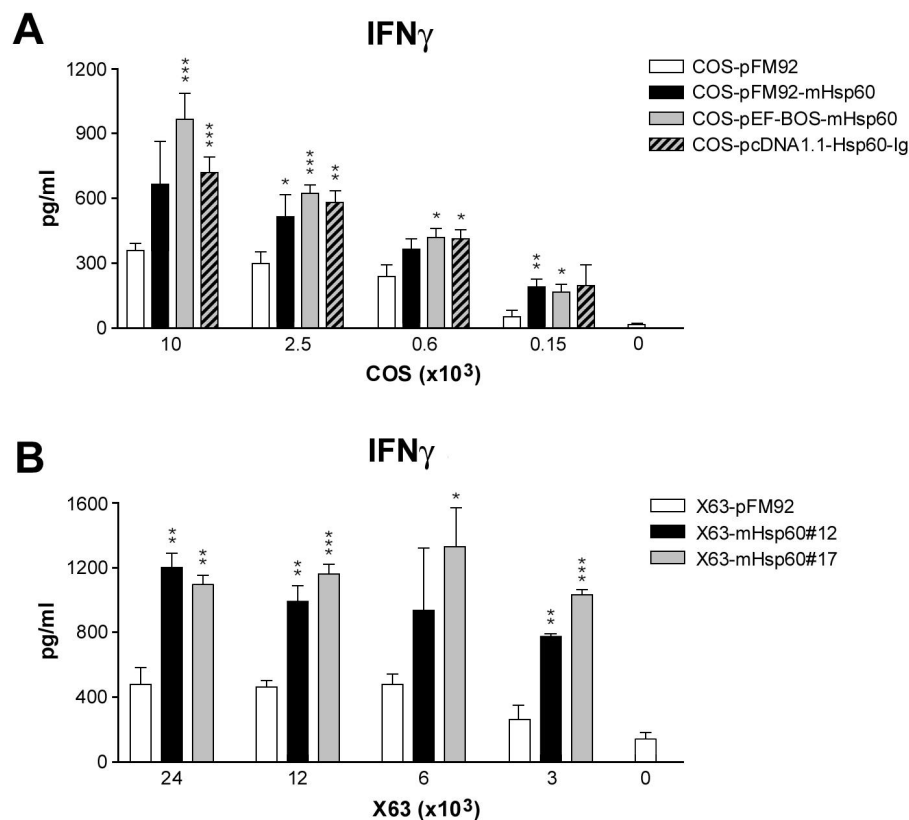 A
IFNγ
COS-pFM92
COS-pFM92-mHsp60
COS-pEF-BOS-mHsp60
COS-pcDNA1.1-Hsp60-Ig
pg/ml
1200
900
600
300
0
***
***
*
***
**
*
*
**
*
10 2.5 0.6 0.15 0
COS (x10³)
B
IFNγ
X63-pFM92
X63-mHsp60#12
X63-mHsp60#17
pg/ml
1600
1200
800
400
0
**
**
**
***
*
**
***
24 12 6 3 0
X63 (x10³)